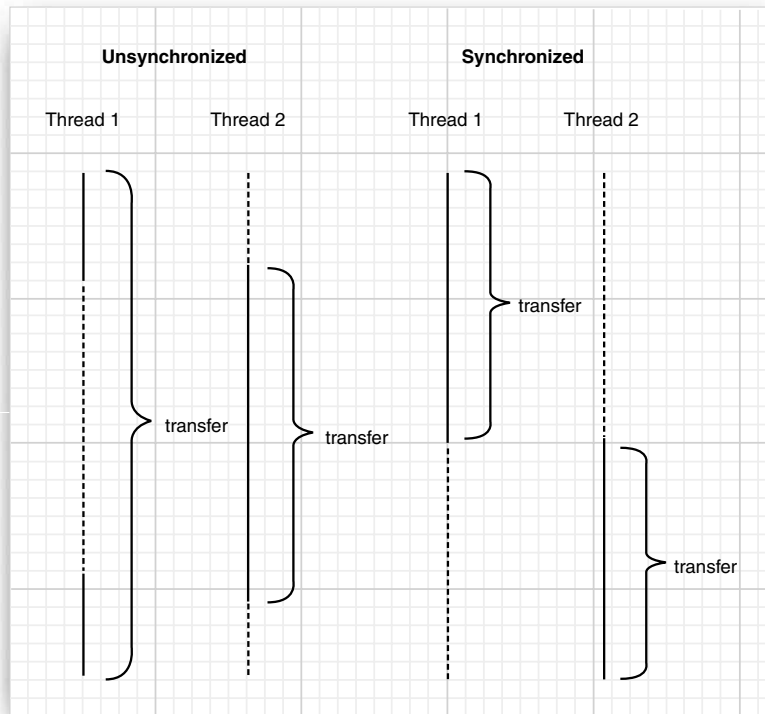 Unsynchronized
Synchronized
Thread 1
Thread 2
Thread 1
Thread 2
transfer
transfer
transfer
transfer